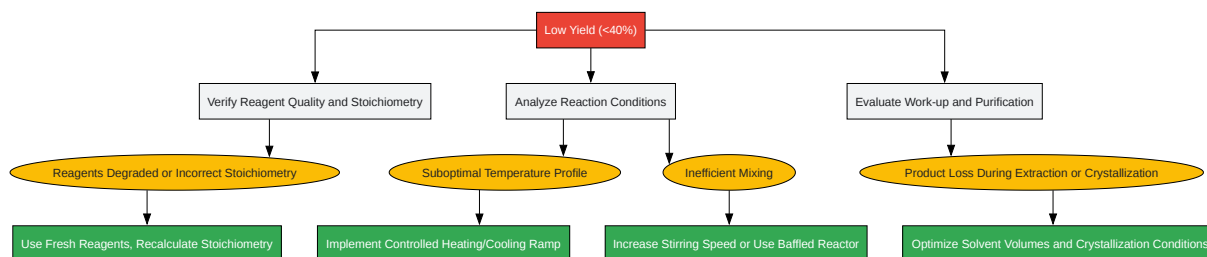 Low Yield (<40%)
Verify Reagent Quality and Stoichiometry
Analyze Reaction Conditions
Evaluate Work-up and Purification
Reagents Degraded or Incorrect Stoichiometry
Suboptimal Temperature Profile
Inefficient Mixing
Product Loss During Extraction or Crystallization
Use Fresh Reagents, Recalculate Stoichiometry
Implement Controlled Heating/Cooling Ramp
Increase Stirring Speed or Use Baffled Reactor
Optimize Solvent Volumes and Crystallization Conditions